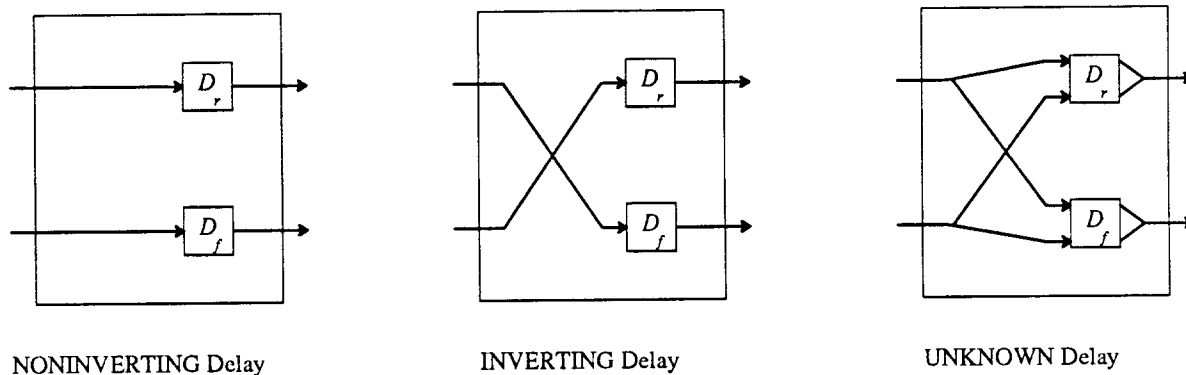 D_r
D_f
D_r
D_f
D_r
D_f
NONINVERTING Delay
INVERTING Delay
UNKNOWN Delay